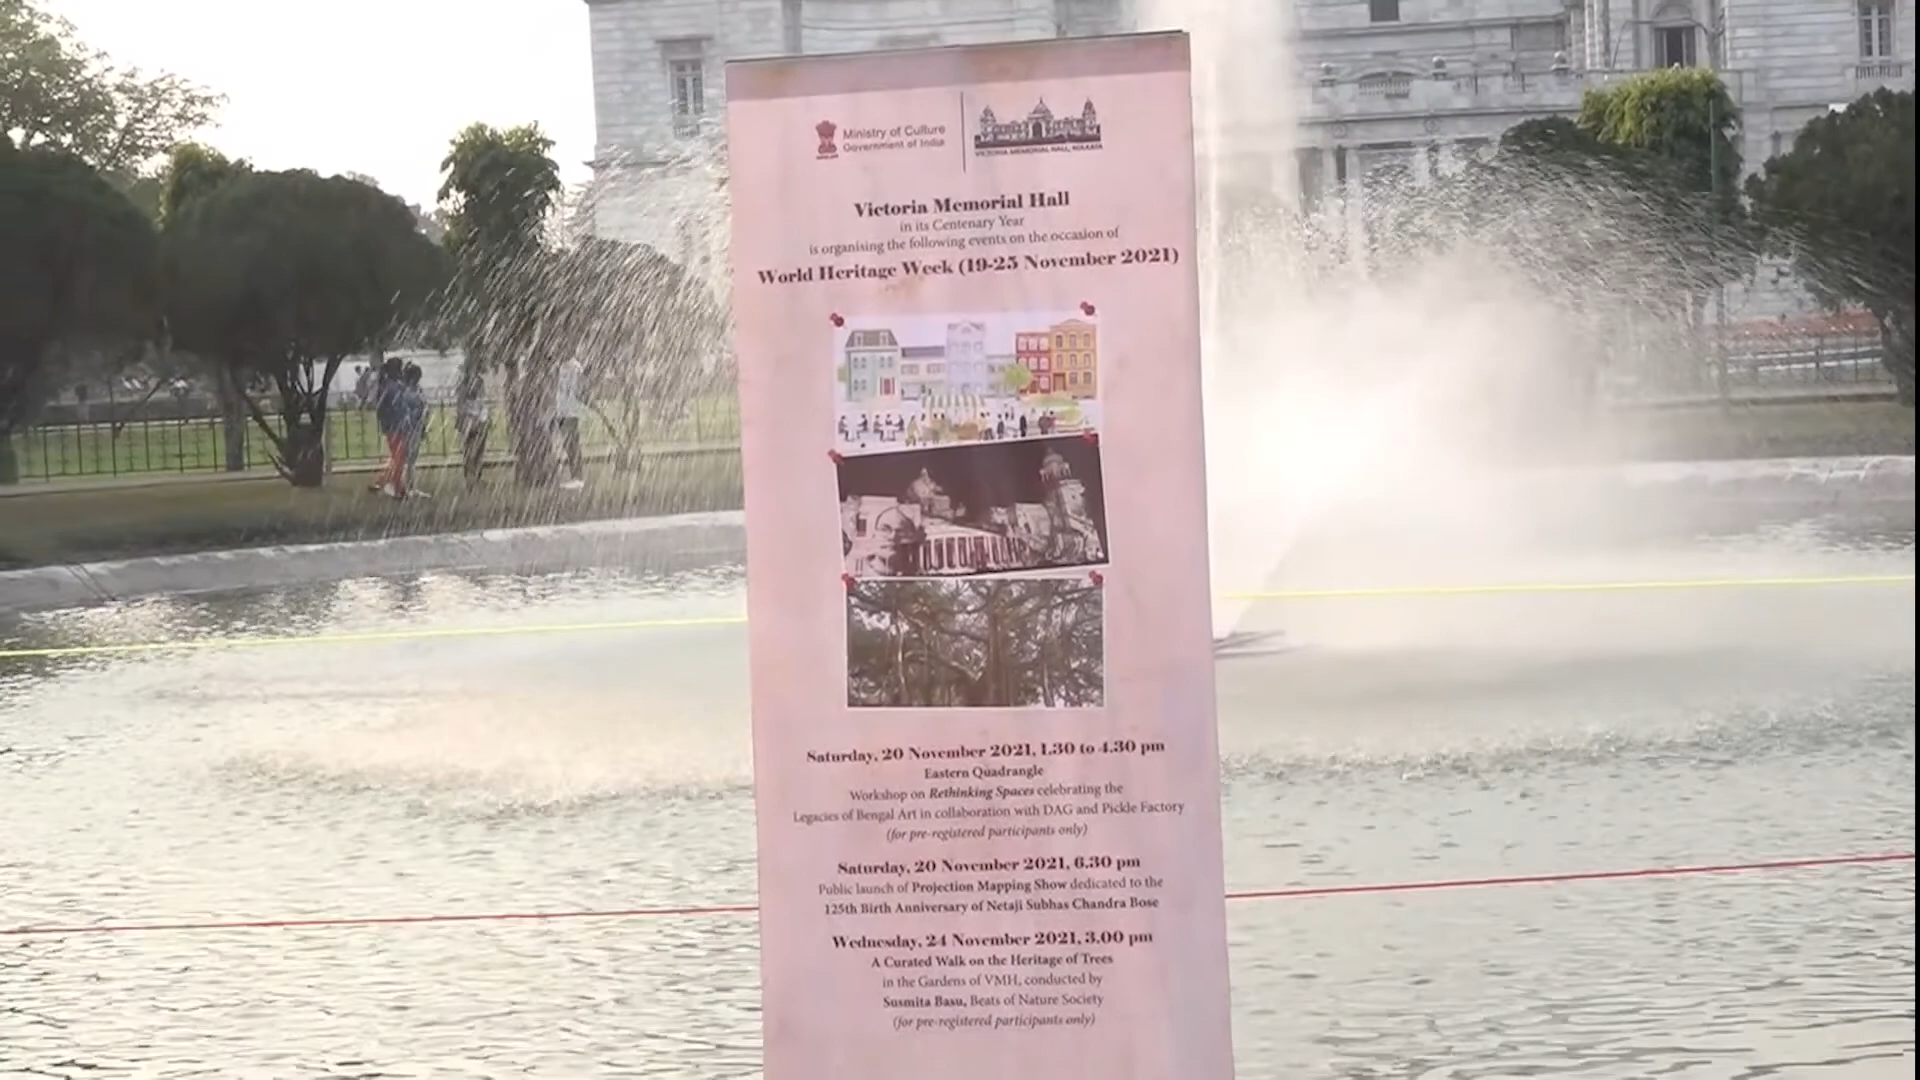 Ministry of Culture
Government of India
VICTORIA MEMORIAL HALL, KOLKATA
Victoria Memorial Hall
in its Centenary Year
is organising the following events on the occasion of
World Heritage Week (19-25 November 2021)
Saturday, 20 November 2021, 1.30 to 4.30 pm
Eastern Quadrangle
Workshop on Rethinking Spaces celebrating the
Legacies of Bengal Art in collaboration with DAG and Pickle Factory
(for pre-registered participants only)
Saturday, 20 November 2021, 6.30 pm
Public launch of Projection Mapping Show dedicated to the
125th Birth Anniversary of Netaji Subhas Chandra Bose
Wednesday, 24 November 2021, 3.00 pm
A Curated Walk on the Heritage of Trees
in the Gardens of VMH, conducted by
Susmita Basu, Beats of Nature Society
(for pre-registered participants only)